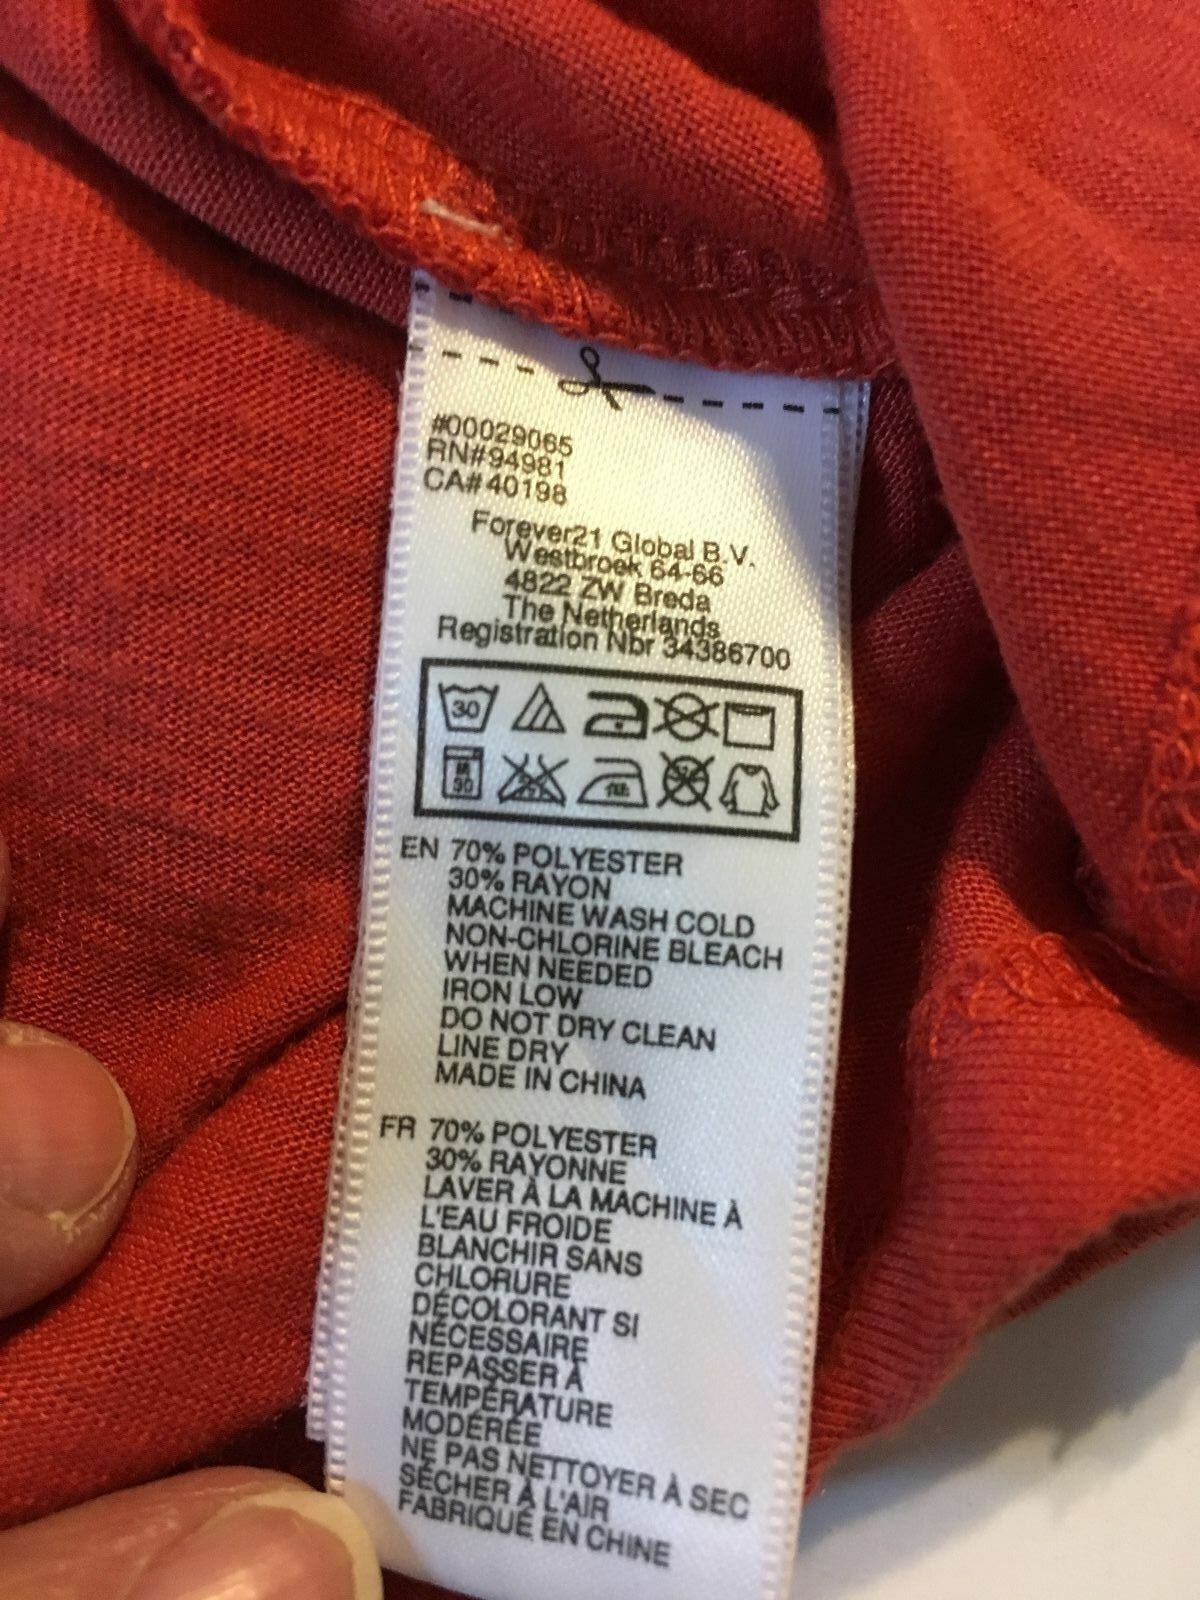 #00029065
RN#94981
CA#40198
Forever21 Global B.V.
Westbroek 64-66
4822 ZW Breda
The Netherlands
Registration Nbr 34386700
30
M
30
EN 70% POLYESTER
30% RAYON
MACHINE WASH COLD
NON-CHLORINE BLEACH
WHEN NEEDED
IRON LOW
DO NOT DRY CLEAN
LINE DRY
MADE IN CHINA
FR 70% POLYESTER
30% RAYONNE
LAVER À LA MACHINE À
L'EAU FROIDE
BLANCHIR SANS
CHLORURE
DÉCOLORANT SI
NÉCESSAIRE
REPASSER À
TEMPÉRATURE
MODÉRÉE
NE PAS NETTOYER À SEC
SÉCHER À L'AIR
FABRIQUÉ EN CHINE